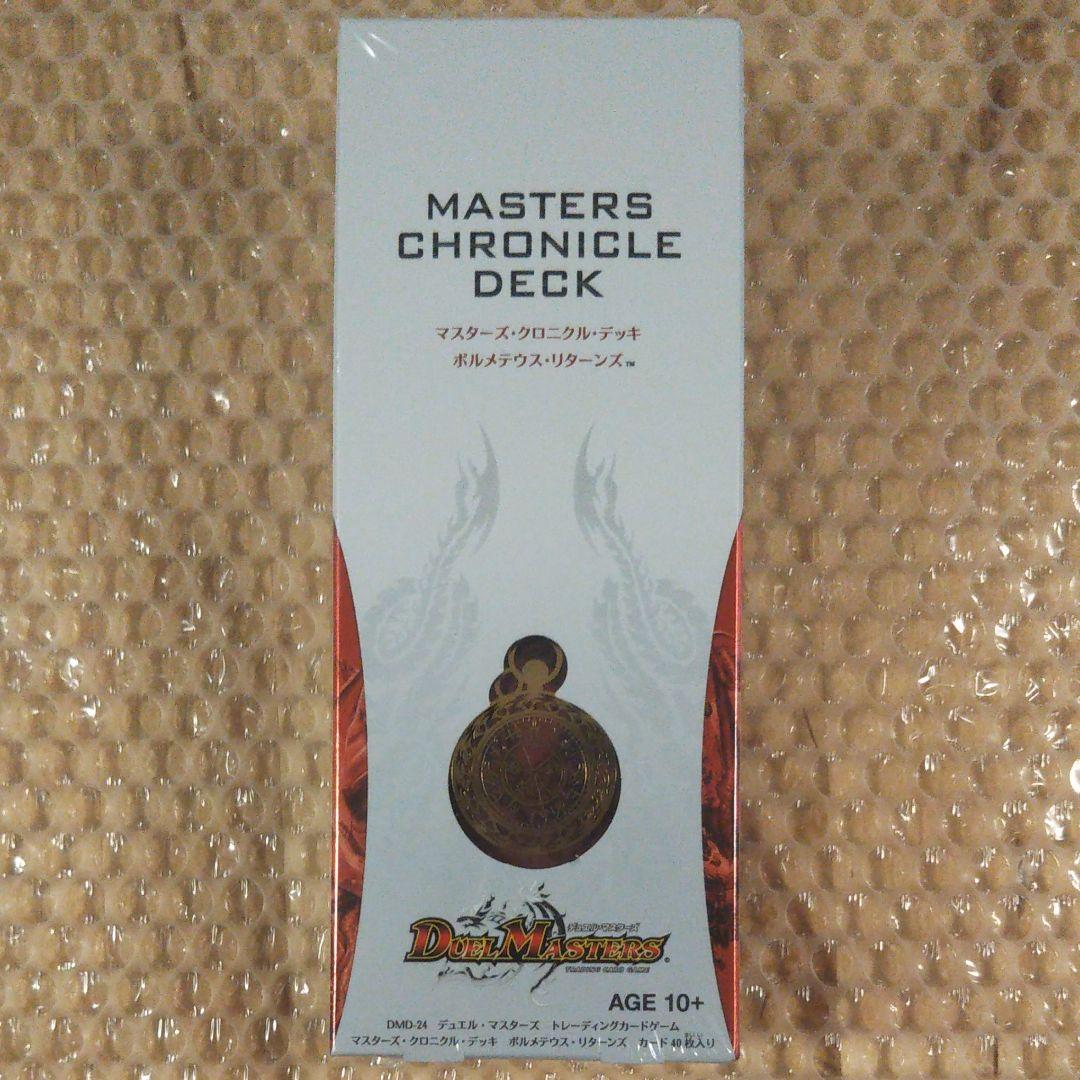 MASTERS
CHRONICLE
DECK
マスターズ・クロニクル・デッキ
ボルメテウス・リターンズ™
デュエル・マスターズ
DUEL MASTERS®
TRADING CARD GAME
AGE 10+
DMD-24 デュエル・マスターズ トレーディングカードゲーム
マスターズ・クロニクル・デッキ ボルメテウス・リターンズ カード40枚入り